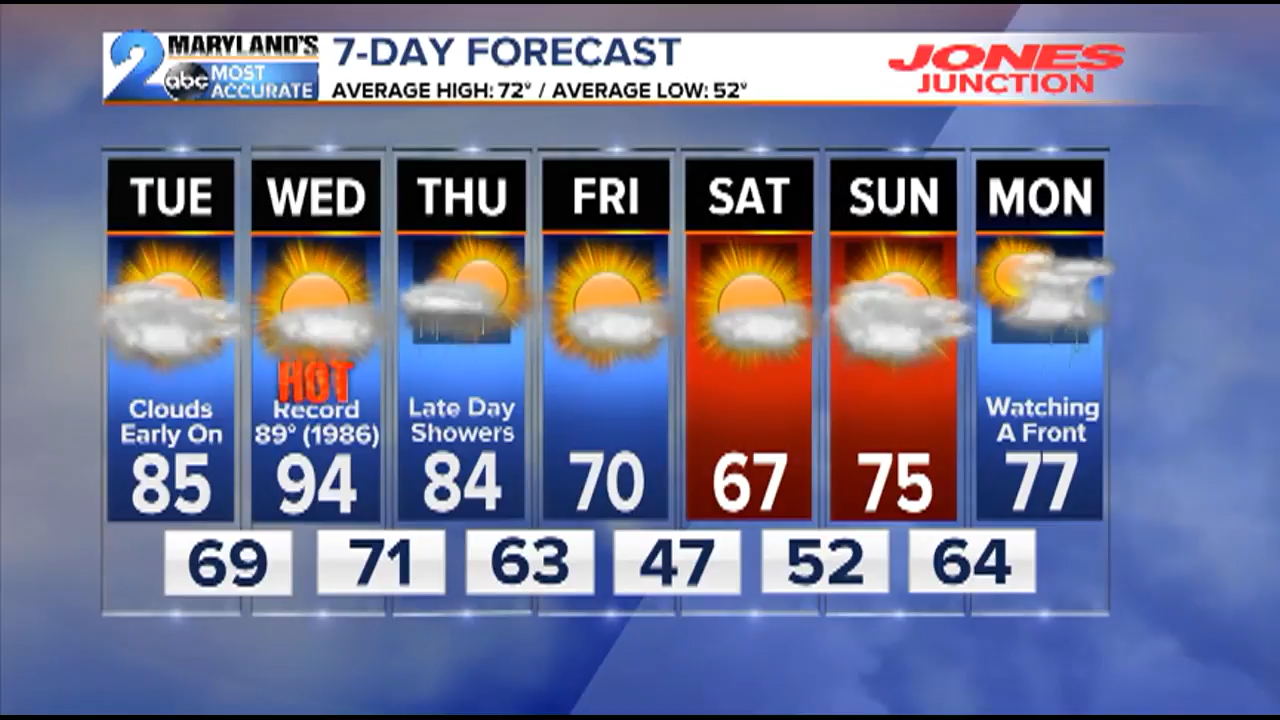 2
abc
MARYLAND'S
MOST
ACCURATE
7-DAY FORECAST
AVERAGE HIGH: 72° / AVERAGE LOW: 52°
JONES
JUNCTION
TUE WED THU FRI SAT SUN MON
HOT
Clouds
Early On
Record
89° (1986)
Late Day
Showers
Watching
A Front
85 94 84 70 67 75 77
69 71 63 47 52 64